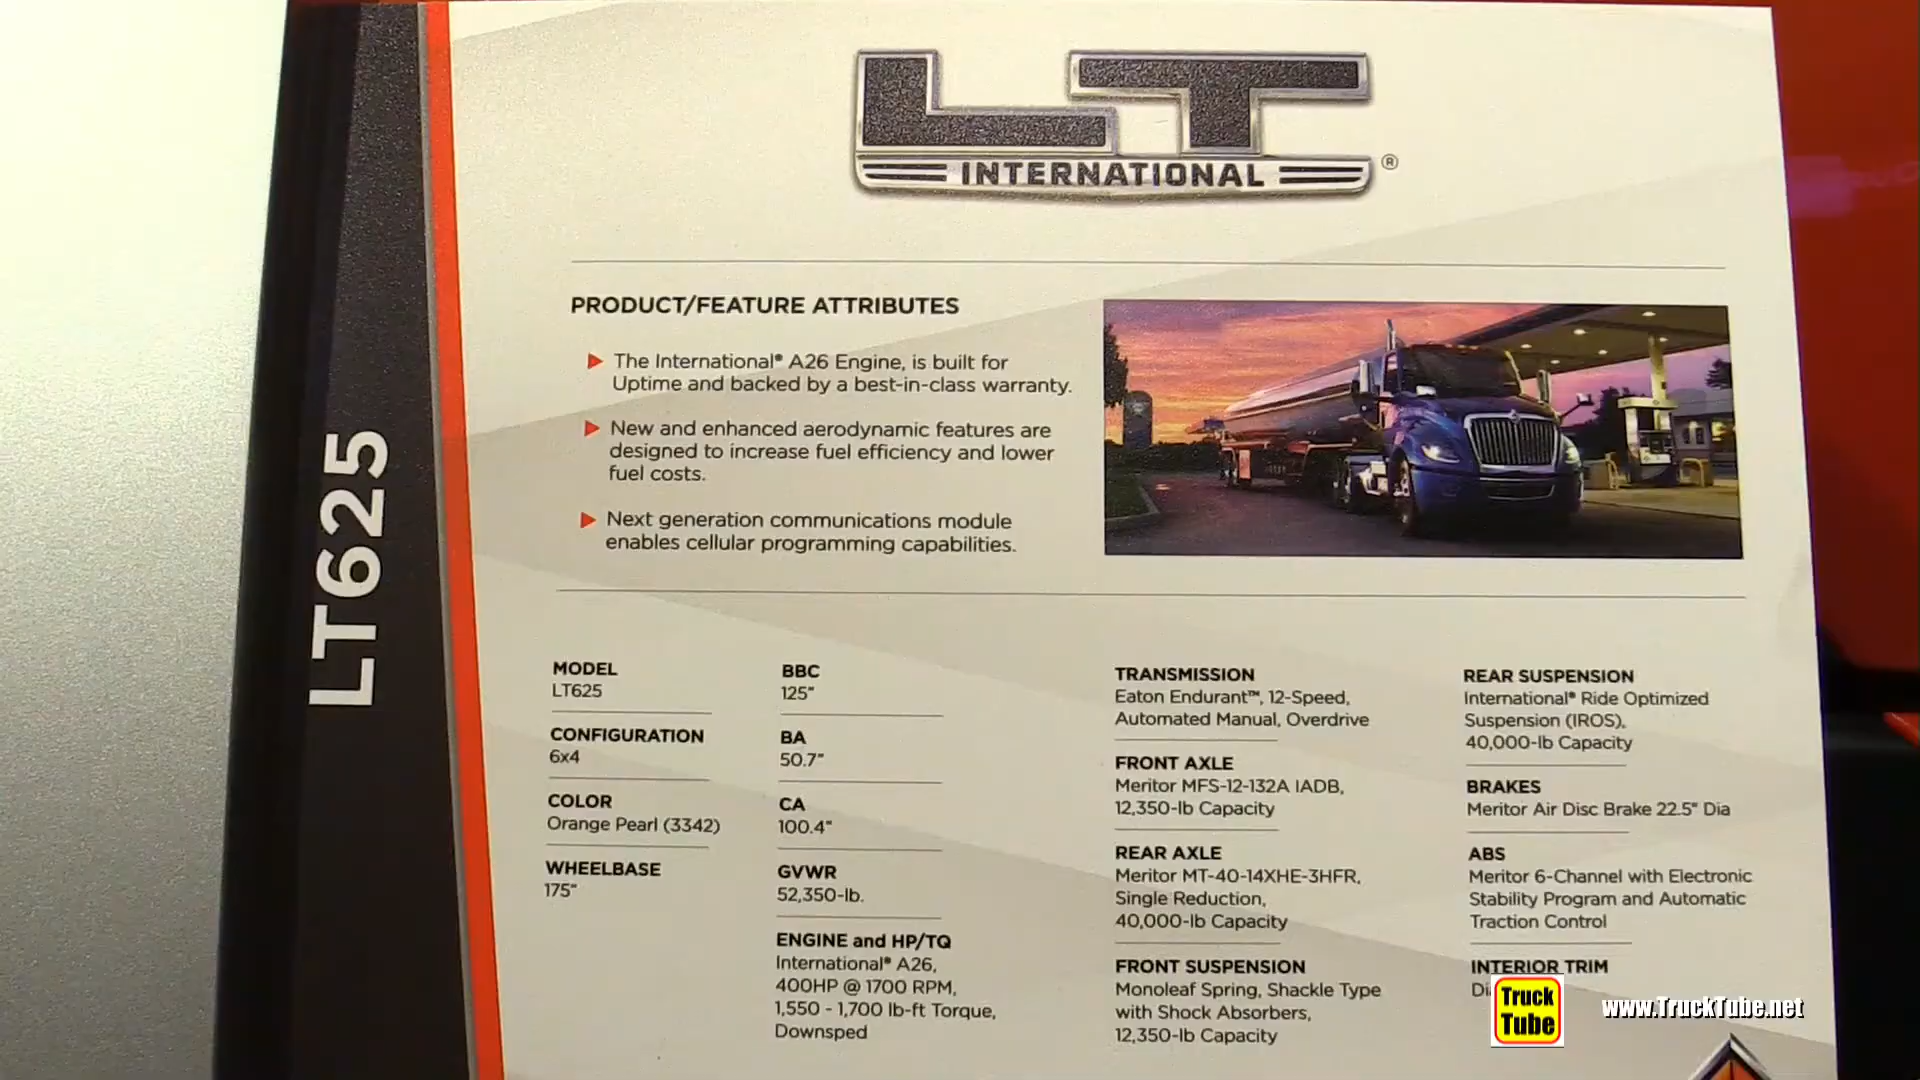 LT625
LT
INTERNATIONAL ®
PRODUCT/FEATURE ATTRIBUTES
The International® A26 Engine, is built for
Uptime and backed by a best-in-class warranty.
New and enhanced aerodynamic features are
designed to increase fuel efficiency and lower
fuel costs.
Next generation communications module
enables cellular programming capabilities.
MODEL
LT625
CONFIGURATION
6x4
COLOR
Orange Pearl (3342)
WHEELBASE
175"
BBC
125"
BA
50.7"
CA
100.4"
GVWR
52,350-lb.
ENGINE and HP/TQ
International® A26,
400HP @ 1700 RPM,
1,550 - 1,700 lb-ft Torque,
Downsped
TRANSMISSION
Eaton Endurant™, 12-Speed,
Automated Manual, Overdrive
FRONT AXLE
Meritor MFS-12-132A IADB,
12,350-lb Capacity
REAR AXLE
Meritor MT-40-14XHE-3HFR,
Single Reduction,
40,000-lb Capacity
FRONT SUSPENSION
Monoleaf Spring, Shackle Type
with Shock Absorbers,
12,350-lb Capacity
REAR SUSPENSION
International® Ride Optimized
Suspension (IROS),
40,000-lb Capacity
BRAKES
Meritor Air Disc Brake 22.5" Dia
ABS
Meritor 6-Channel with Electronic
Stability Program and Automatic
Traction Control
INTERIOR TRIM
Truck
Tube
www.TruckTube.net